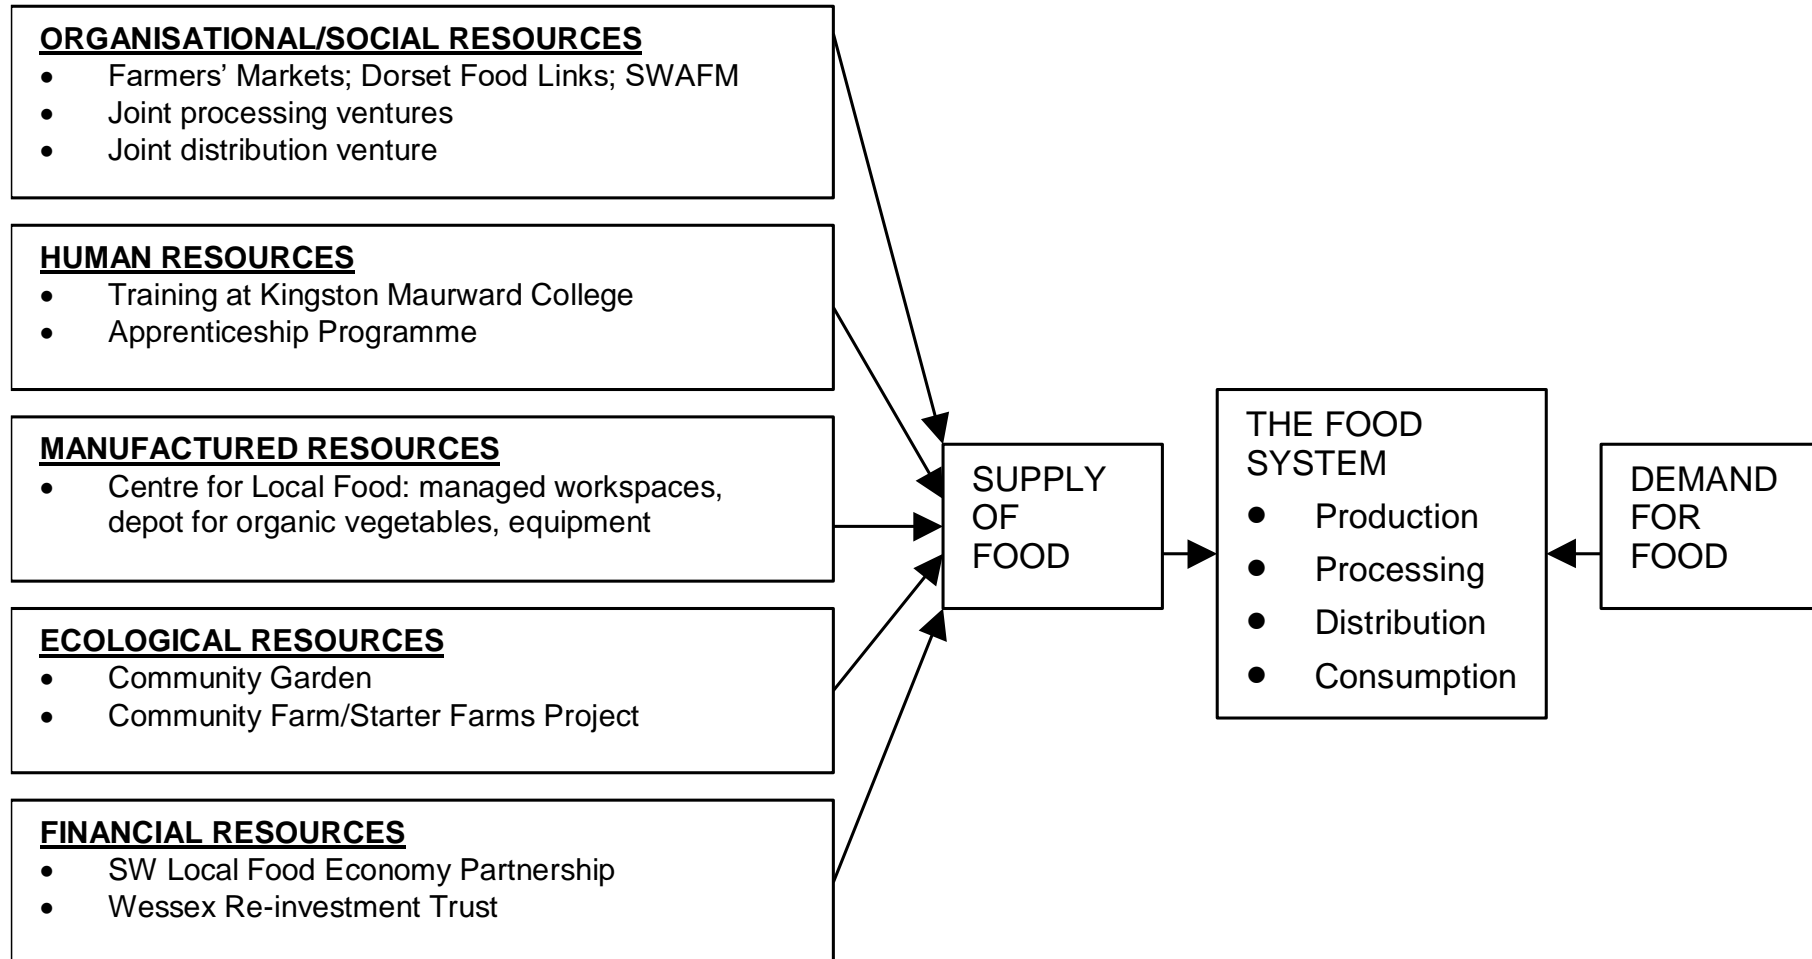 ORGANISATIONAL/SOCIAL RESOURCES
• Farmers’ Markets; Dorset Food Links; SWAFM
• Joint processing ventures
• Joint distribution venture
HUMAN RESOURCES
• Training at Kingston Maurward College
• Apprenticeship Programme
MANUFACTURED RESOURCES
• Centre for Local Food: managed workspaces,
depot for organic vegetables, equipment
ECOLOGICAL RESOURCES
• Community Garden
• Community Farm/Starter Farms Project
FINANCIAL RESOURCES
• SW Local Food Economy Partnership
• Wessex Re-investment Trust
SUPPLY
OF
FOOD
THE FOOD
SYSTEM
• Production
• Processing
• Distribution
• Consumption
DEMAND
FOR
FOOD